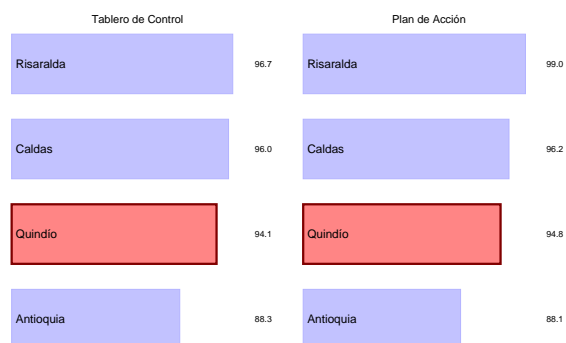 Tablero de Control
Risaralda 96.7
Caldas 96.0
Quindío 94.1
Antioquia 88.3
Plan de Acción
Risaralda 99.0
Caldas 96.2
Quindío 94.8
Antioquia 88.1